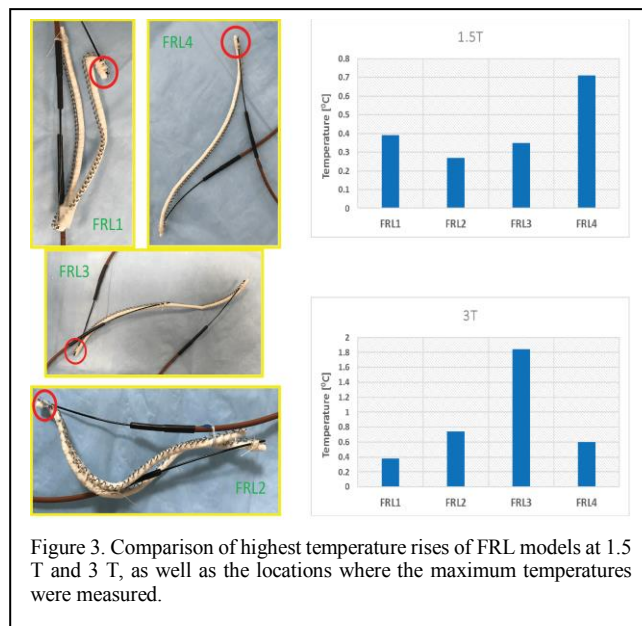 FRL1
FRL4
FRL3
FRL2
1.5T
Temperature [⁰C]
0.8
0.7
0.6
0.5
0.4
0.3
0.2
0.1
0
FRL1 FRL2 FRL3 FRL4
3T
Temperature [⁰C]
2
1.8
1.6
1.4
1.2
1
0.8
0.6
0.4
0.2
0
FRL1 FRL2 FRL3 FRL4
Figure 3. Comparison of highest temperature rises of FRL models at 1.5
T and 3 T, as well as the locations where the maximum temperatures
were measured.